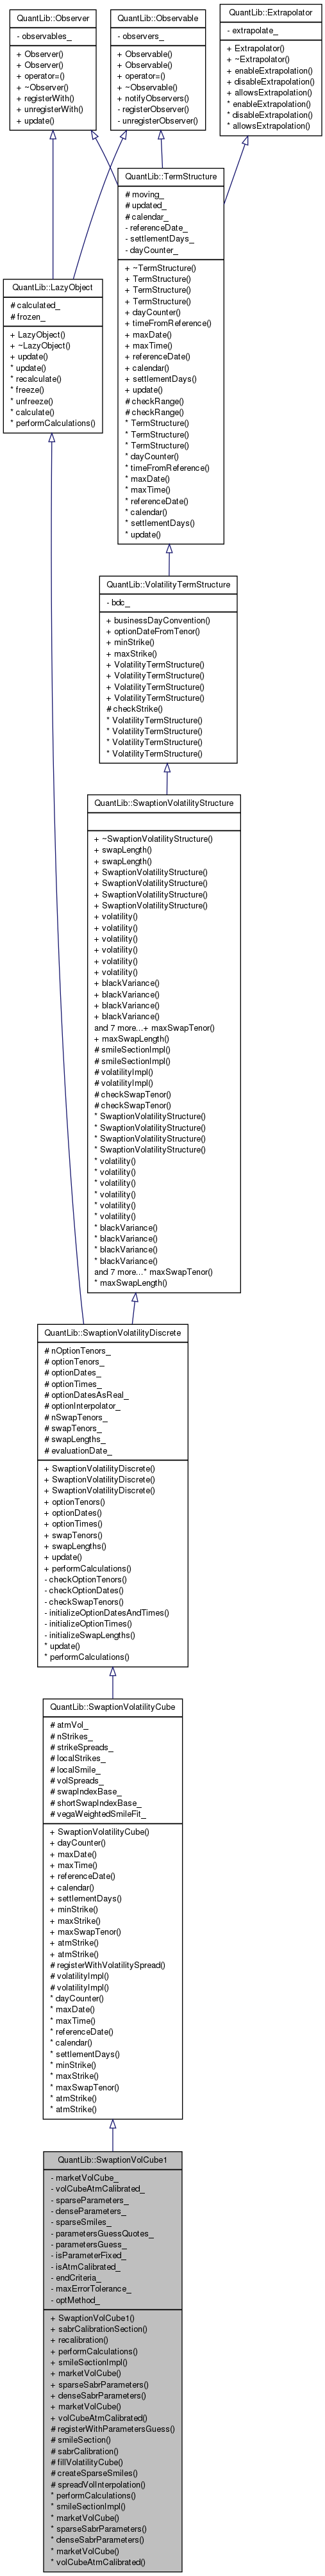 QuantLib::Observer
- observables_
+ Observer()
+ Observer()
+ operator=()
+ ~Observer()
+ registerWith()
+ unregisterWith()
+ update()
QuantLib::Observable
- observers_
+ Observable()
+ Observable()
+ operator=()
+ ~Observable()
+ notifyObservers()
- registerObserver()
- unregisterObserver()
QuantLib::Extrapolator
- extrapolate_
+ Extrapolator()
+ ~Extrapolator()
+ enableExtrapolation()
+ disableExtrapolation()
+ allowsExtrapolation()
* enableExtrapolation()
* disableExtrapolation()
* allowsExtrapolation()
QuantLib::TermStructure
# moving_
# updated_
# calendar_
- referenceDate_
- settlementDays_
- dayCounter_
+ ~TermStructure()
+ TermStructure()
+ TermStructure()
+ TermStructure()
+ dayCounter()
+ timeFromReference()
+ maxDate()
+ maxTime()
+ referenceDate()
+ calendar()
+ settlementDays()
+ update()
# checkRange()
# checkRange()
* TermStructure()
* TermStructure()
* TermStructure()
* dayCounter()
* timeFromReference()
* maxDate()
* maxTime()
* referenceDate()
* calendar()
* settlementDays()
* update()
QuantLib::LazyObject
# calculated_
# frozen_
+ LazyObject()
+ ~LazyObject()
+ update()
* update()
* recalculate()
* freeze()
* unfreeze()
* calculate()
* performCalculations()
QuantLib::VolatilityTermStructure
- bdc_
+ businessDayConvention()
+ optionDateFromTenor()
+ minStrike()
+ maxStrike()
+ VolatilityTermStructure()
+ VolatilityTermStructure()
+ VolatilityTermStructure()
+ VolatilityTermStructure()
# checkStrike()
* VolatilityTermStructure()
* VolatilityTermStructure()
* VolatilityTermStructure()
* VolatilityTermStructure()
QuantLib::SwaptionVolatilityStructure
+ ~SwaptionVolatilityStructure()
+ swapLength()
+ swapLength()
+ SwaptionVolatilityStructure()
+ SwaptionVolatilityStructure()
+ SwaptionVolatilityStructure()
+ SwaptionVolatilityStructure()
+ volatility()
+ volatility()
+ volatility()
+ volatility()
+ volatility()
+ volatility()
+ blackVariance()
+ blackVariance()
+ blackVariance()
+ blackVariance()
and 7 more...+ maxSwapTenor()
+ maxSwapLength()
# smileSectionImpl()
# smileSectionImpl()
# volatilityImpl()
# volatilityImpl()
# checkSwapTenor()
# checkSwapTenor()
* SwaptionVolatilityStructure()
* SwaptionVolatilityStructure()
* SwaptionVolatilityStructure()
* SwaptionVolatilityStructure()
* volatility()
* volatility()
* volatility()
* volatility()
* volatility()
* volatility()
* blackVariance()
* blackVariance()
* blackVariance()
* blackVariance()
and 7 more...* maxSwapTenor()
* maxSwapLength()
QuantLib::SwaptionVolatilityDiscrete
# nOptionTenors_
# optionTenors_
# optionDates_
# optionTimes_
# optionDatesAsReal_
# optionInterpolator_
# nSwapTenors_
# swapTenors_
# swapLengths_
# evaluationDate_
+ SwaptionVolatilityDiscrete()
+ SwaptionVolatilityDiscrete()
+ SwaptionVolatilityDiscrete()
+ optionTenors()
+ optionDates()
+ optionTimes()
+ swapTenors()
+ swapLengths()
+ update()
+ performCalculations()
- checkOptionTenors()
- checkOptionDates()
- checkSwapTenors()
- initializeOptionDatesAndTimes()
- initializeOptionTimes()
- initializeSwapLengths()
* update()
* performCalculations()
QuantLib::SwaptionVolatilityCube
# atmVol_
# nStrikes_
# strikeSpreads_
# localStrikes_
# localSmile_
# volSpreads_
# swapIndexBase_
# shortSwapIndexBase_
# vegaWeightedSmileFit_
+ SwaptionVolatilityCube()
+ dayCounter()
+ maxDate()
+ maxTime()
+ referenceDate()
+ calendar()
+ settlementDays()
+ minStrike()
+ maxStrike()
+ maxSwapTenor()
+ atmStrike()
+ atmStrike()
# registerWithVolatilitySpread()
# volatilityImpl()
# volatilityImpl()
* dayCounter()
* maxDate()
* maxTime()
* referenceDate()
* calendar()
* settlementDays()
* minStrike()
* maxStrike()
* maxSwapTenor()
* atmStrike()
* atmStrike()
QuantLib::SwaptionVolCube1
- marketVolCube_
- volCubeAtmCalibrated_
- sparseParameters_
- denseParameters_
- sparseSmiles_
- parametersGuessQuotes_
- parametersGuess_
- isParameterFixed_
- isAtmCalibrated_
- endCriteria_
- maxErrorTolerance_
- optMethod_
+ SwaptionVolCube1()
+ sabrCalibrationSection()
+ recalibration()
+ performCalculations()
+ smileSectionImpl()
+ marketVolCube()
+ sparseSabrParameters()
+ denseSabrParameters()
+ marketVolCube()
+ volCubeAtmCalibrated()
# registerWithParametersGuess()
# smileSection()
# sabrCalibration()
# fillVolatilityCube()
# createSparseSmiles()
# spreadVolInterpolation()
* performCalculations()
* smileSectionImpl()
* marketVolCube()
* sparseSabrParameters()
* denseSabrParameters()
* marketVolCube()
* volCubeAtmCalibrated()